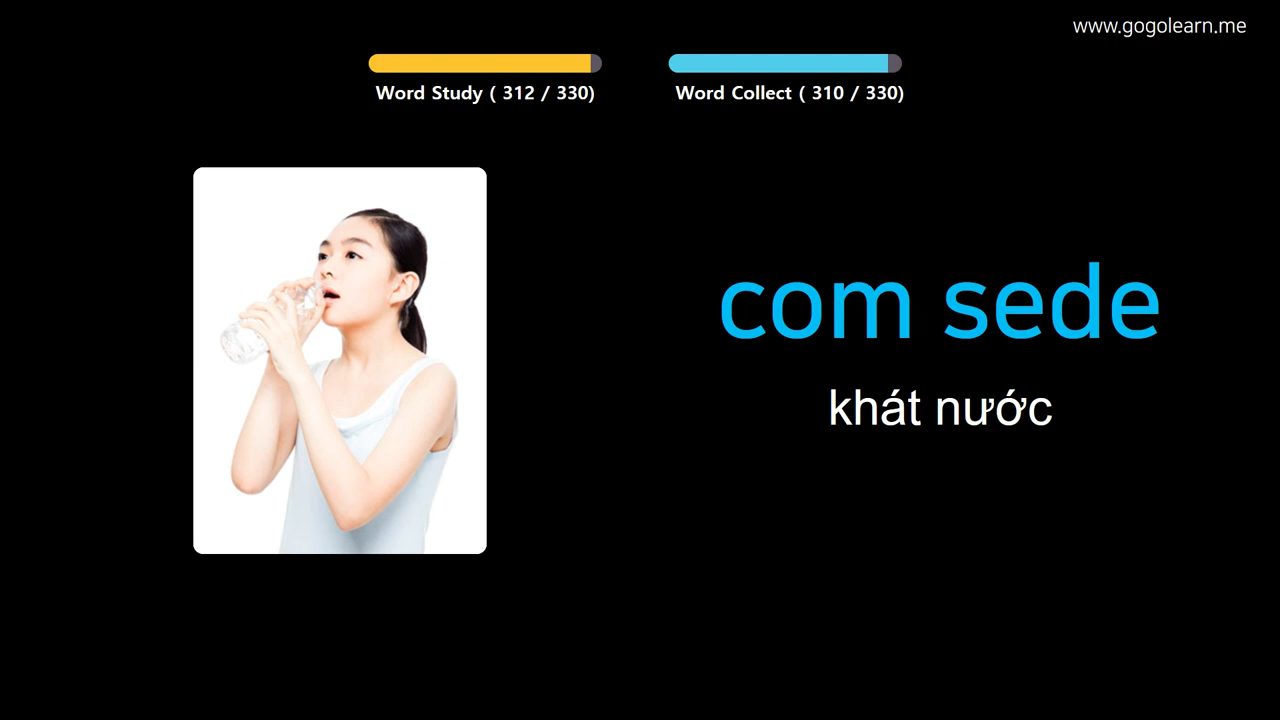 www.gogolearn.me
Word Study ( 312 / 330)
Word Collect ( 310 / 330)
com sede
khát nước